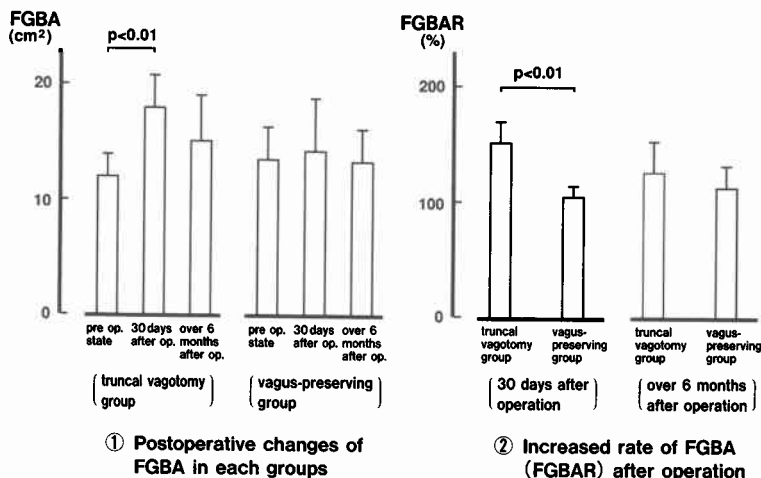 FGBA
(cm²)
p<0.01
20
10
0
pre op.
state
30 days
after op.
over 6
months
after op.
pre op.
state
30 days
after op.
over 6
months
after op.
(truncal vagotomy
group)
(vagus-preserving
group)
① Postoperative changes of
FGBA in each groups
FGBAR
(%)
p<0.01
200
100
0
truncal
vagotomy
group
vagus-
preserving
group
truncal
vagotomy
group
vagus-
preserving
group
(30 days after
operation)
(over 6 months
after operation)
② Increased rate of FGBA
(FGBAR) after operation